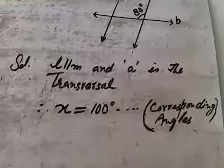 80°
b
Sol. l||m and 'a' is the
Transversal
∴ x = 100° ---- (Corresponding
Angles)